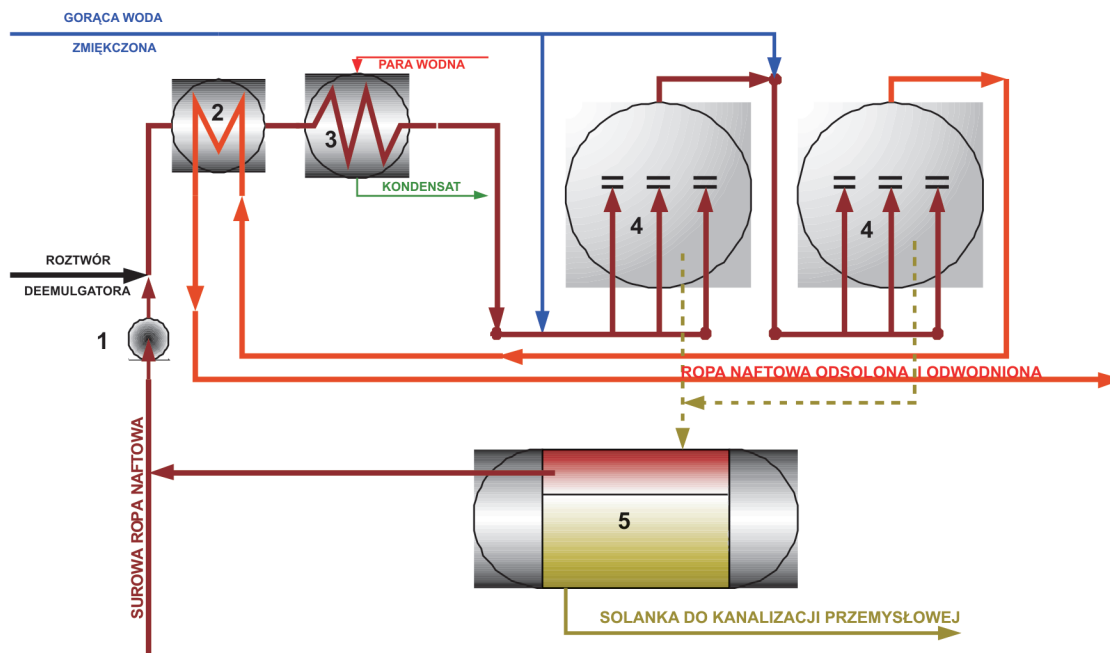 GORĄCA WODA
ZMIĘKCZONA
PARA WODNA
2
3
KONDENSAT
4
4
ROZTWÓR
DEEMULGATORA
1
ROPA NAFTOWA ODSOLONA I ODWODNIONA
SUROWA ROPA NAFTOWA
5
SOLANKA DO KANALIZACJI PRZEMYSŁOWEJ